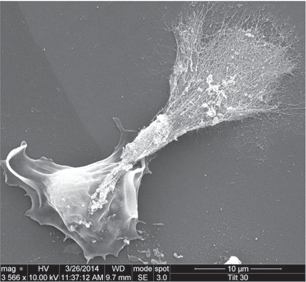 mag HV 3/26/2014 WD mode spot 10 µm
3 566 x 10.00 kV 11:37:12 AM 9.7 mm SE 3.0 Tilt 30